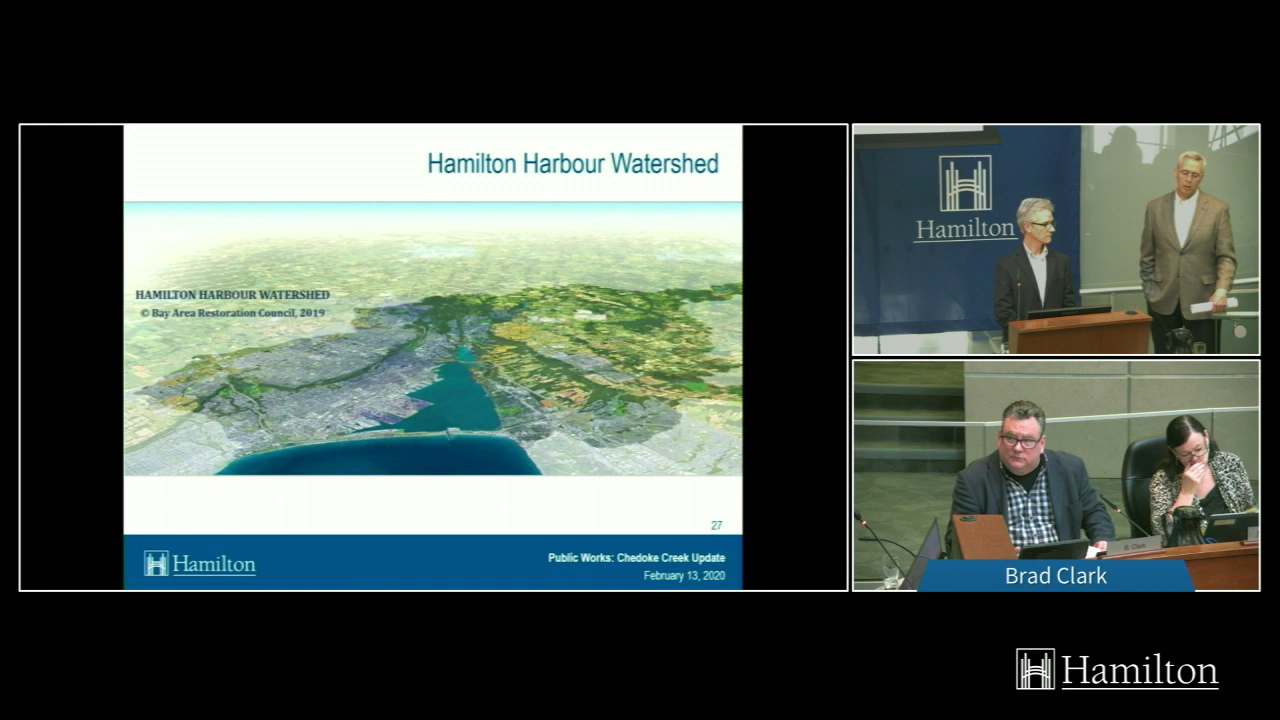 Hamilton Harbour Watershed
HAMILTON HARBOUR WATERSHED
© Bay Area Restoration Council, 2019
27
Hamilton
Public Works: Chedoke Creek Update
February 13, 2020
Hamilton
B. Clark
Brad Clark
Hamilton